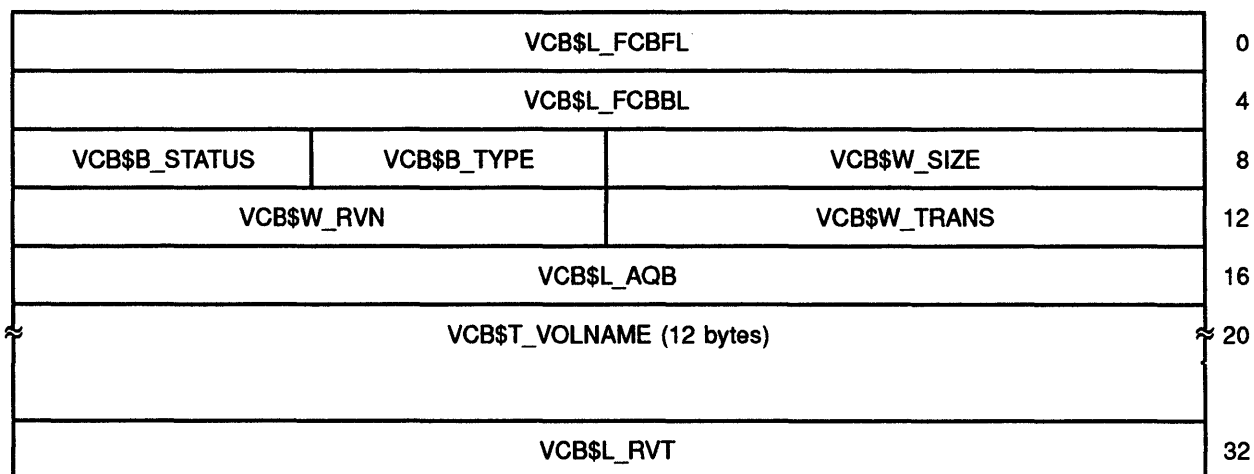 VCB$L_FCBFL 0
VCB$L_FCBBL 4
VCB$B_STATUS VCB$B_TYPE VCB$W_SIZE 8
VCB$W_RVN VCB$W_TRANS 12
VCB$L_AQB 16
VCB$T_VOLNAME (12 bytes) 20
VCB$L_RVT 32